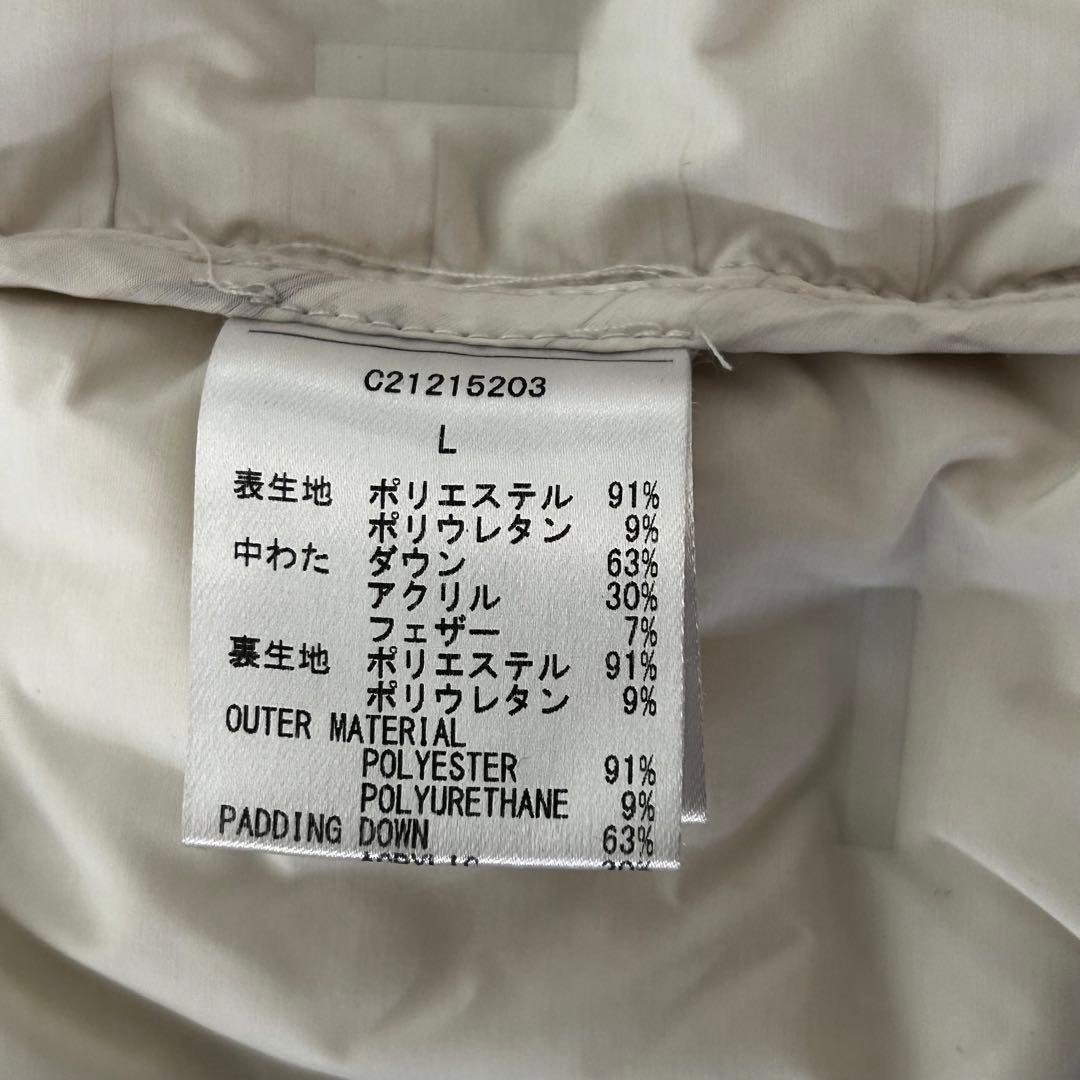 C21215203
L
表生地 ポリエステル 91%
ポリウレタン 9%
中わた ダウン 63%
アクリル 30%
フェザー 7%
裏生地 ポリエステル 91%
ポリウレタン 9%
OUTER MATERIAL
POLYESTER 91%
POLYURETHANE 9%
PADDING DOWN 63%